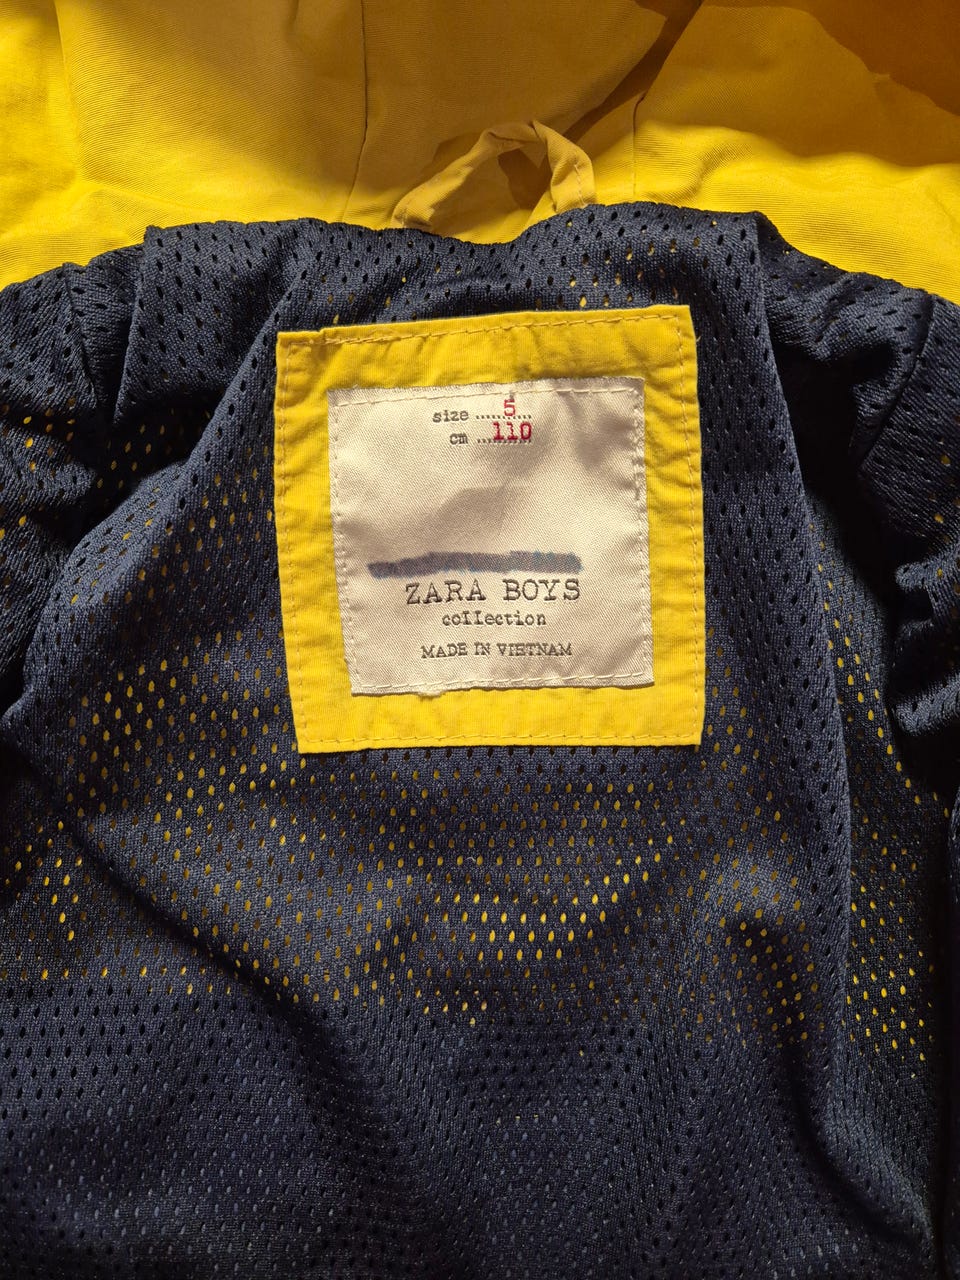 size ........5...
cm ....110
ZARA BOYS
collection
MADE IN VIETNAM